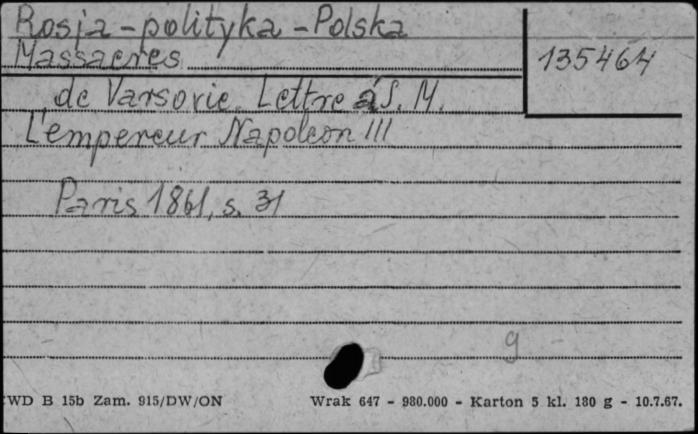 Rosja - polityka - Polska
Massacres
135464
de Varsovie. Lettre à S. M.
L'empereur Napoleon III
Paris 1861, s. 31
g
WD B 15b Zam. 915/DW/ON
Wrak 647 - 980.000 - Karton 5 kl. 180 g - 10.7.67.